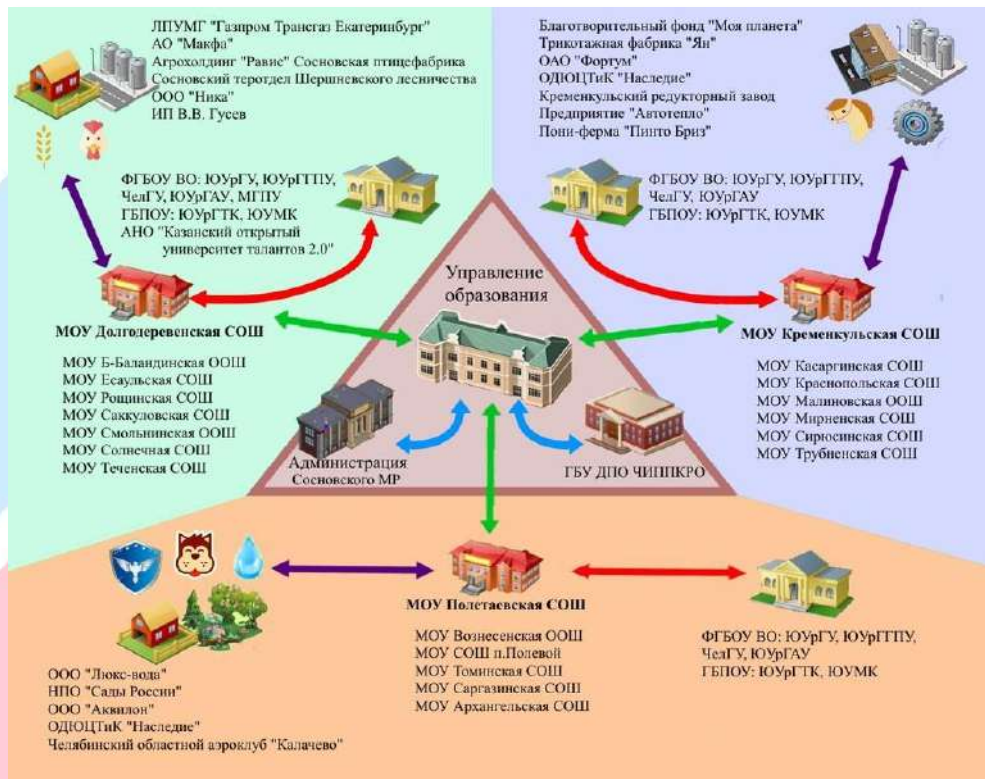 ЛПУМГ "Газпром Трансгаз Екатеринбург"
АО "Макфа"
Агрохолдинг "Равис" Сосновская птицефабрика
Сосновский теротдел Шершневского лесничества
ООО "Ника"
ИП В.В. Гусев
Благотворительный фонд "Моя планета"
Трикотажная фабрика "Ян"
ОАО "Фортум"
ОДЮЦТиК "Наследие"
Кременкульский редукторный завод
Предприятие "Автотепло"
Пони-ферма "Пинто Бриз"
ФГБОУ ВО: ЮУрГУ, ЮУрГГПУ,
ЧелГУ, ЮУрГАУ, МГПУ
ГБПОУ: ЮУрГТК, ЮУМК
АНО "Казанский открытый
университет талантов 2.0"
ФГБОУ ВО: ЮУрГУ, ЮУрГГПУ,
ЧелГУ, ЮУрГАУ
ГБПОУ: ЮУрГТК, ЮУМК
Управление
образования
МОУ Долгодеревенская СОШ
МОУ Б-Баландинская ООШ
МОУ Есаульская СОШ
МОУ Рощинская СОШ
МОУ Саккуловская СОШ
МОУ Смольнинская ООШ
МОУ Солнечная СОШ
МОУ Теченская СОШ
МОУ Кременкульская СОШ
МОУ Касаргинская СОШ
МОУ Краснопольская СОШ
МОУ Малиновская ООШ
МОУ Мирненская СОШ
МОУ Сирюсинская СОШ
МОУ Трубненская СОШ
Администрация
Сосновского МР
ГБУ ДПО ЧИППКРО
МОУ Полетаевская СОШ
МОУ Вознесенская ООШ
МОУ СОШ п.Полевой
МОУ Томинская СОШ
МОУ Саргазинская СОШ
МОУ Архангельская СОШ
ФГБОУ ВО: ЮУрГУ, ЮУрГГПУ,
ЧелГУ, ЮУрГАУ
ГБПОУ: ЮУрГТК, ЮУМК
ООО "Люкс-вода"
НПО "Сады России"
ООО "Аквилон"
ОДЮЦТиК "Наследие"
Челябинский областной аэроклуб "Калачево"